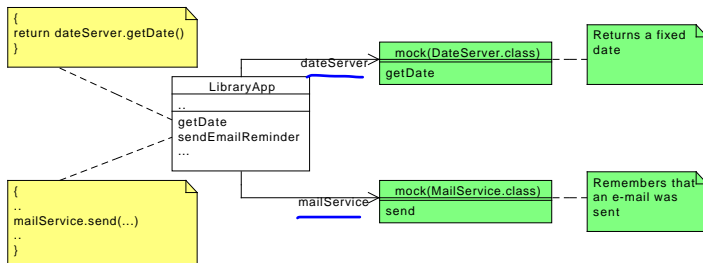 {
return dateServer.getDate()
}
dateServer
mock(DateServer.class)
getDate
Returns a fixed
date
LibraryApp
..
getDate
sendEmailReminder
...
{
..
mailService.send(...)
..
}
mailService
mock(MailService.class)
send
Remembers that
an e-mail was
sent